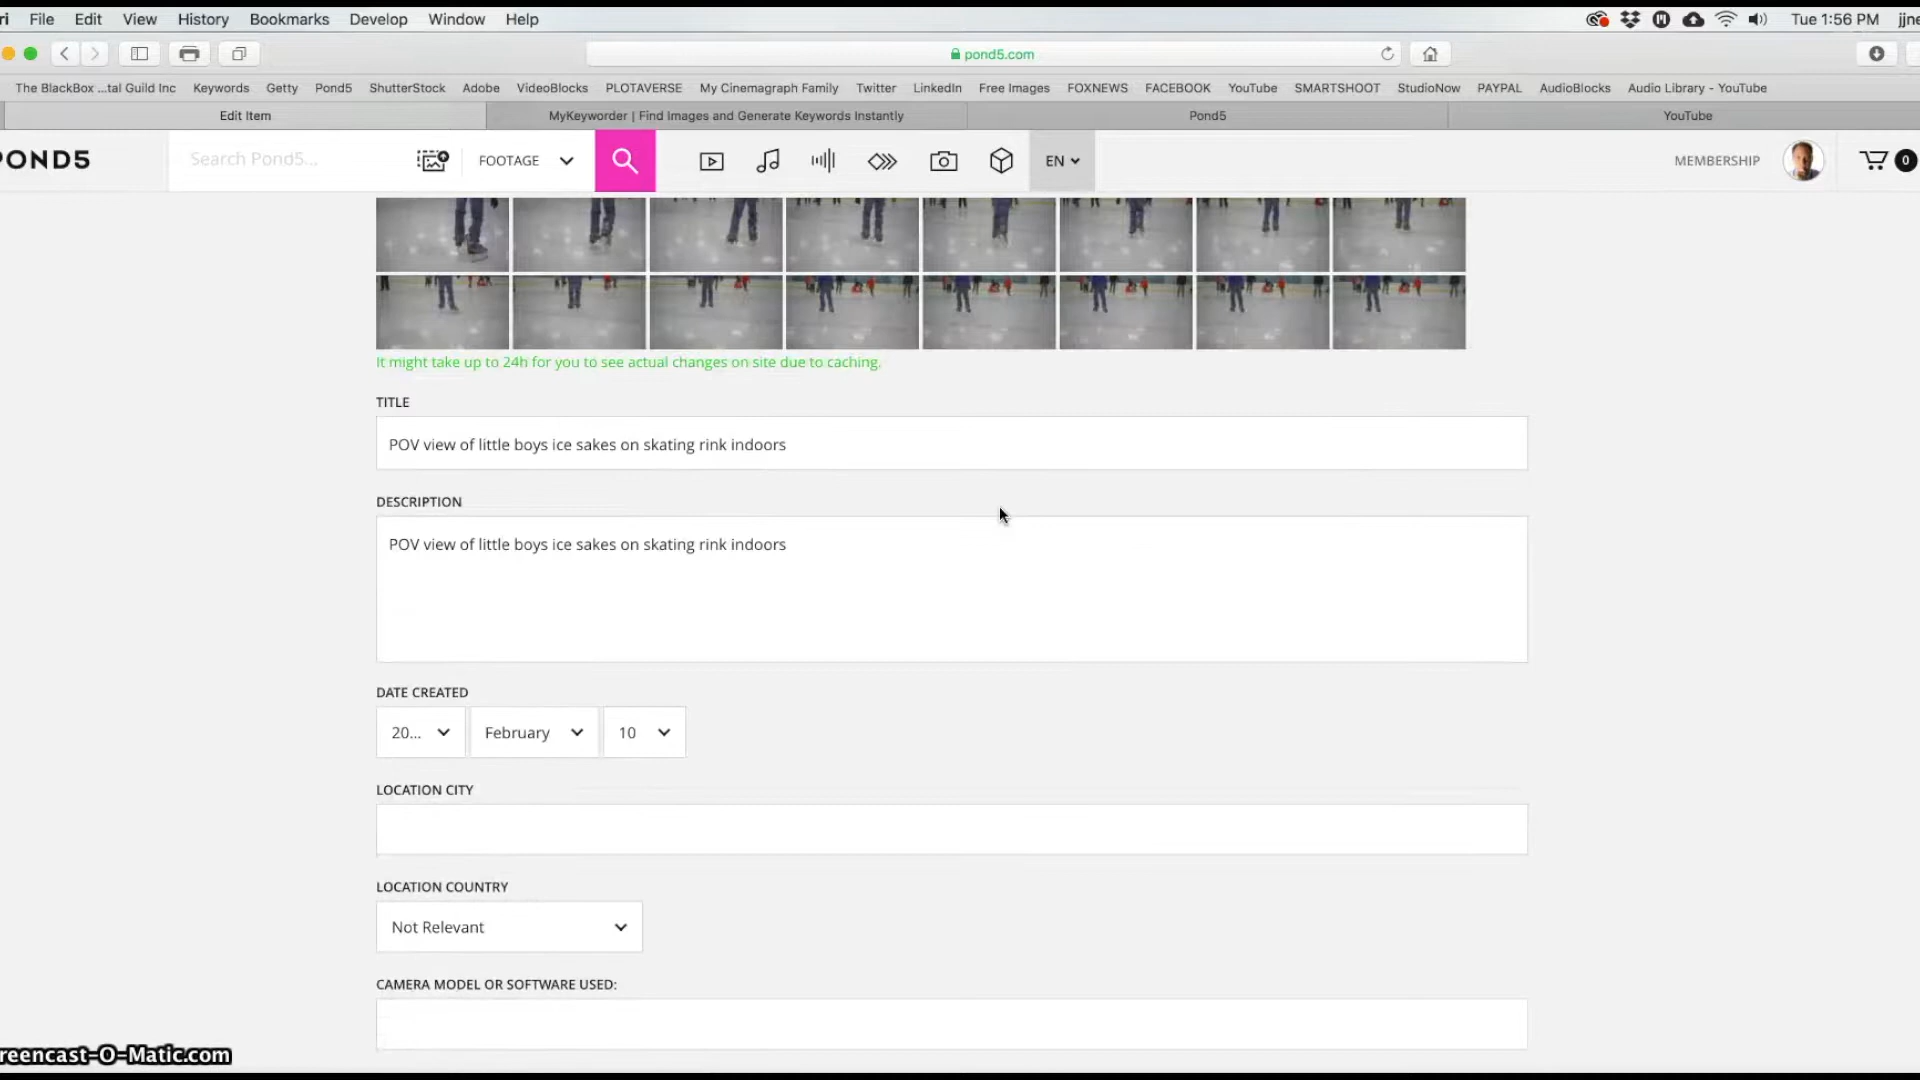 ri File Edit View History Bookmarks Develop Window Help Tue 1:56 PM jjne
pond5.com
The BlackBox ...tal Guild Inc Keywords Getty Pond5 ShutterStock Adobe VideoBlocks PLOTAVERSE My Cinemagraph Family Twitter LinkedIn Free Images FOXNEWS FACEBOOK YouTube SMARTSHOOT StudioNow PAYPAL AudioBlocks Audio Library - YouTube
Edit Item MyKeyworder | Find Images and Generate Keywords Instantly Pond5 YouTube
POND5 Search Pond5... FOOTAGE EN MEMBERSHIP 0
It might take up to 24h for you to see actual changes on site due to caching.
TITLE
POV view of little boys ice sakes on skating rink indoors
DESCRIPTION
POV view of little boys ice sakes on skating rink indoors
DATE CREATED
20... February 10
LOCATION CITY
LOCATION COUNTRY
Not Relevant
CAMERA MODEL OR SOFTWARE USED:
reencast-O-Matic.com